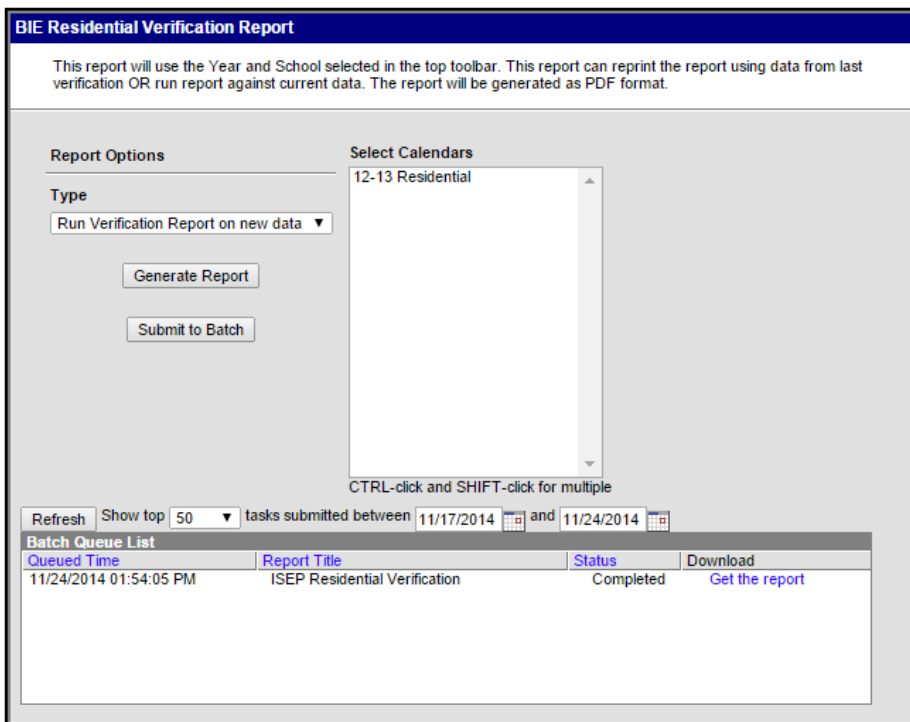 BIE Residential Verification Report
This report will use the Year and School selected in the top toolbar. This report can reprint the report using data from last
verification OR run report against current data. The report will be generated as PDF format.
Report Options
Type
Run Verification Report on new data
Generate Report
Submit to Batch
Select Calendars
12-13 Residential
CTRL-click and SHIFT-click for multiple
Refresh Show top 50 tasks submitted between 11/17/2014 and 11/24/2014
Batch Queue List
Queued Time Report Title Status Download
11/24/2014 01:54:05 PM ISEP Residential Verification Completed Get the report